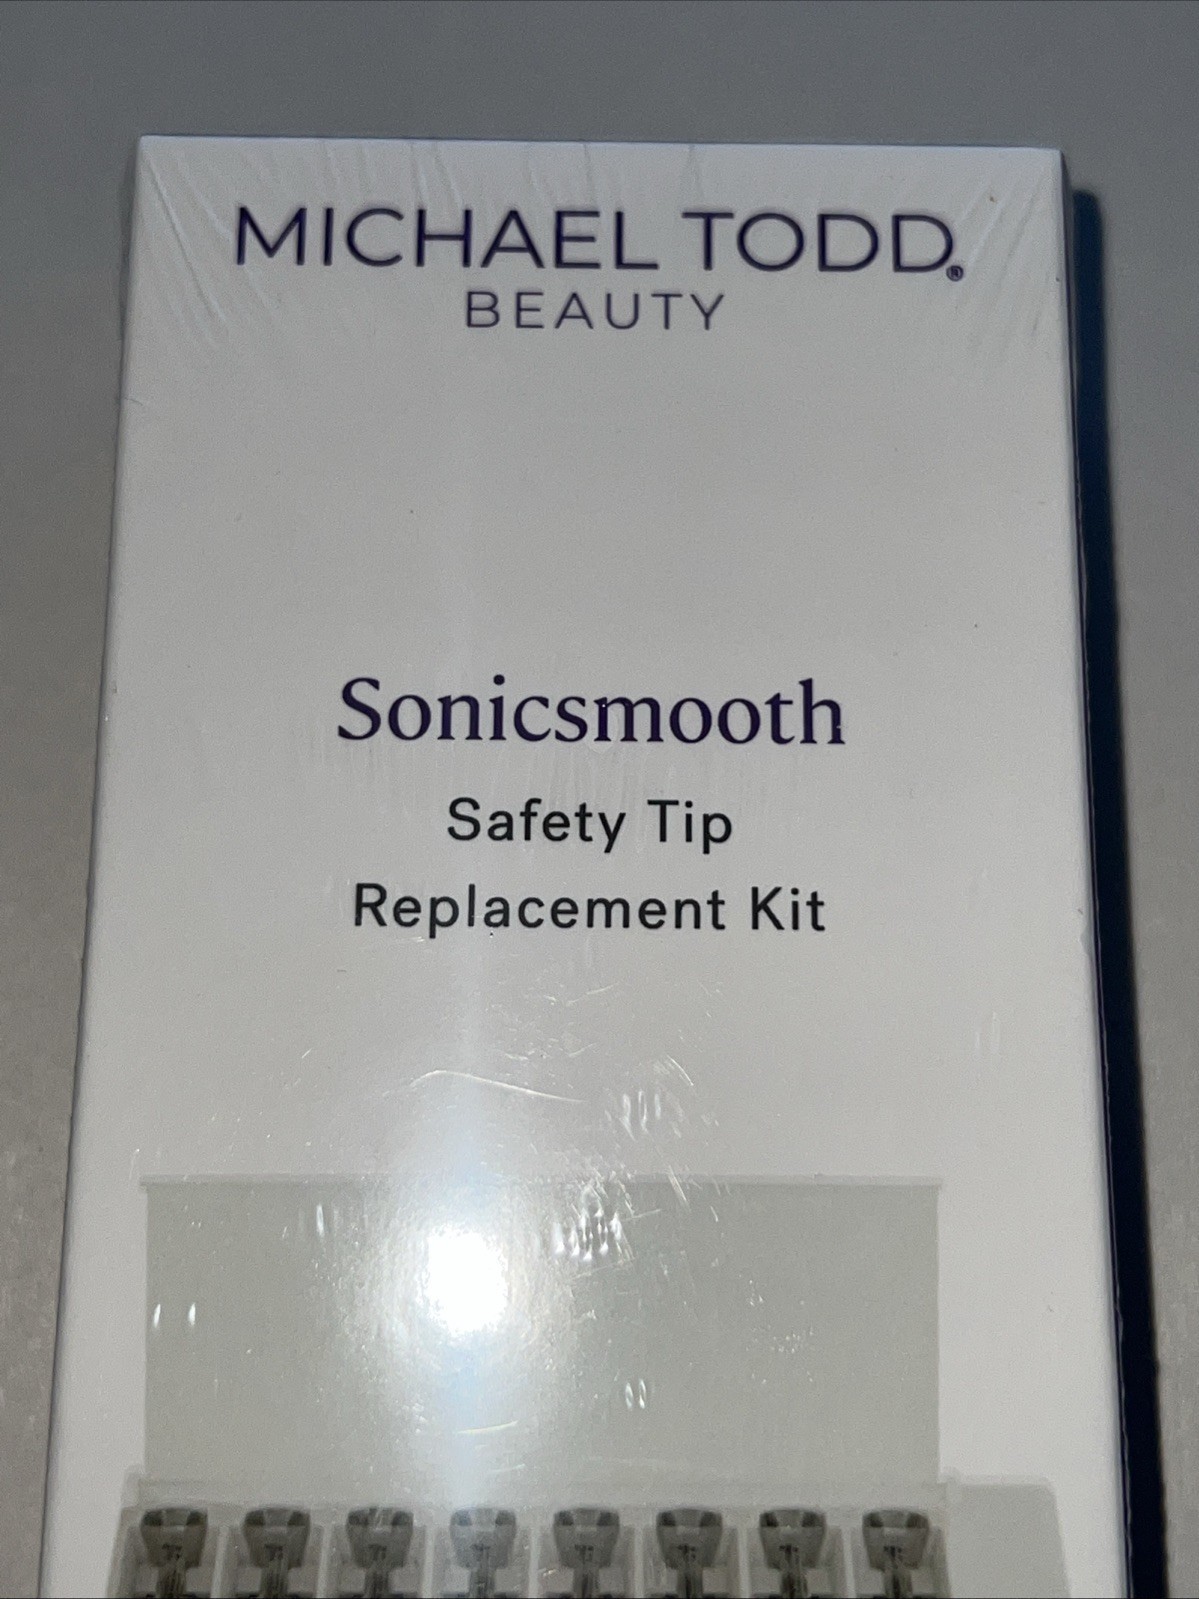 MICHAEL TODD®
BEAUTY
Sonicsmooth
Safety Tip
Replacement Kit